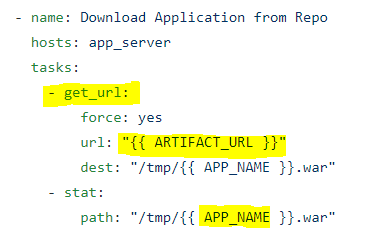 - name: Download Application from Repo
  hosts: app_server
  tasks:
    - get_url:
        force: yes
        url: "{{ ARTIFACT_URL }}"
        dest: "/tmp/{{ APP_NAME }}.war"
    - stat:
        path: "/tmp/{{ APP_NAME }}.war"